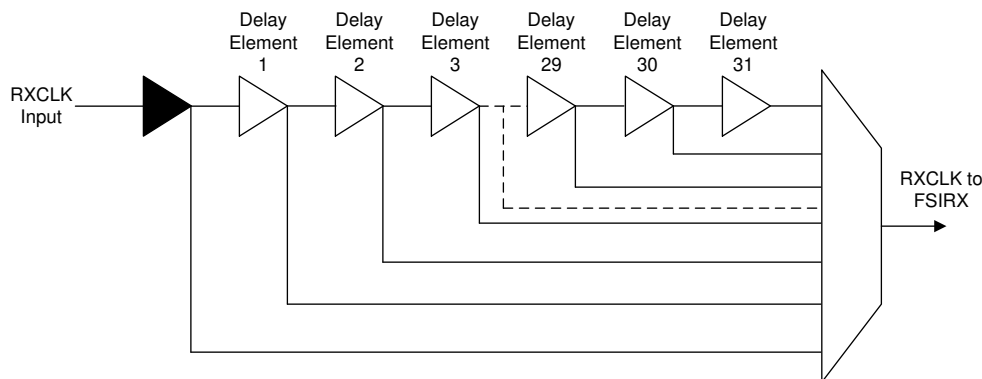 Delay
Element
1
Delay
Element
2
Delay
Element
3
Delay
Element
29
Delay
Element
30
Delay
Element
31
RXCLK
Input
RXCLK to
FSIRX